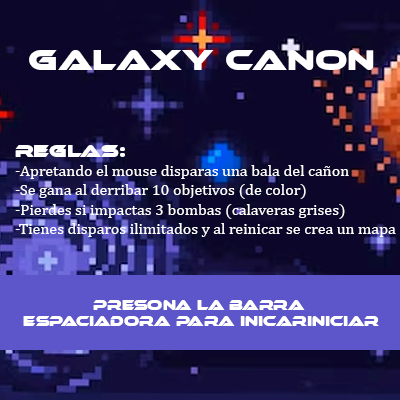 GALAXY CANON
REGLAS:
-Apretando el mouse disparas una bala del cañon
-Se gana al derribar 10 objetivos (de color)
-Pierdes si impactas 3 bombas (calaveras grises)
-Tienes disparos ilimitados y al reinicar se crea un mapa
PRESONA LA BARRA
ESPACIADORA PARA INICARINICIAR